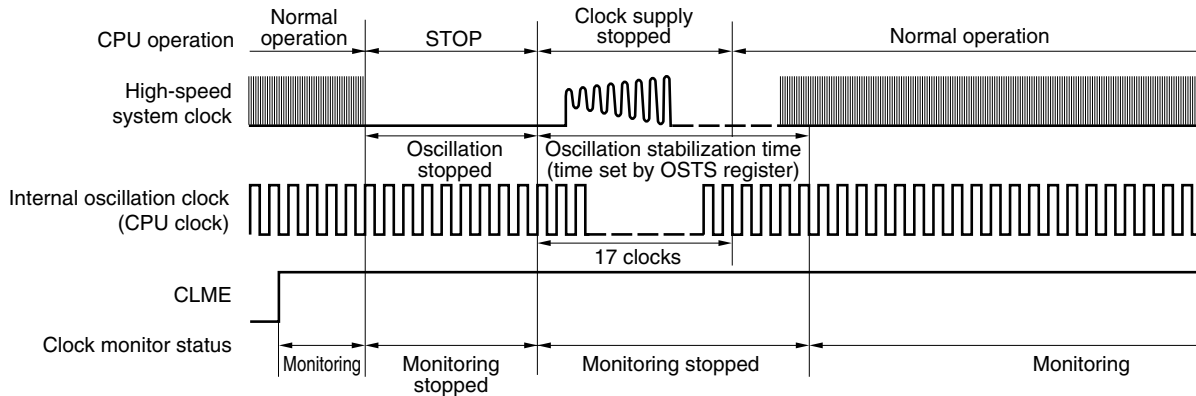 CPU operation
Normal
operation
STOP
Clock supply
stopped
Normal operation
High-speed
system clock
Oscillation
stopped
Oscillation stabilization time
(time set by OSTS register)
Internal oscillation clock
(CPU clock)
17 clocks
CLME
Clock monitor status
Monitoring
Monitoring
stopped
Monitoring stopped
Monitoring